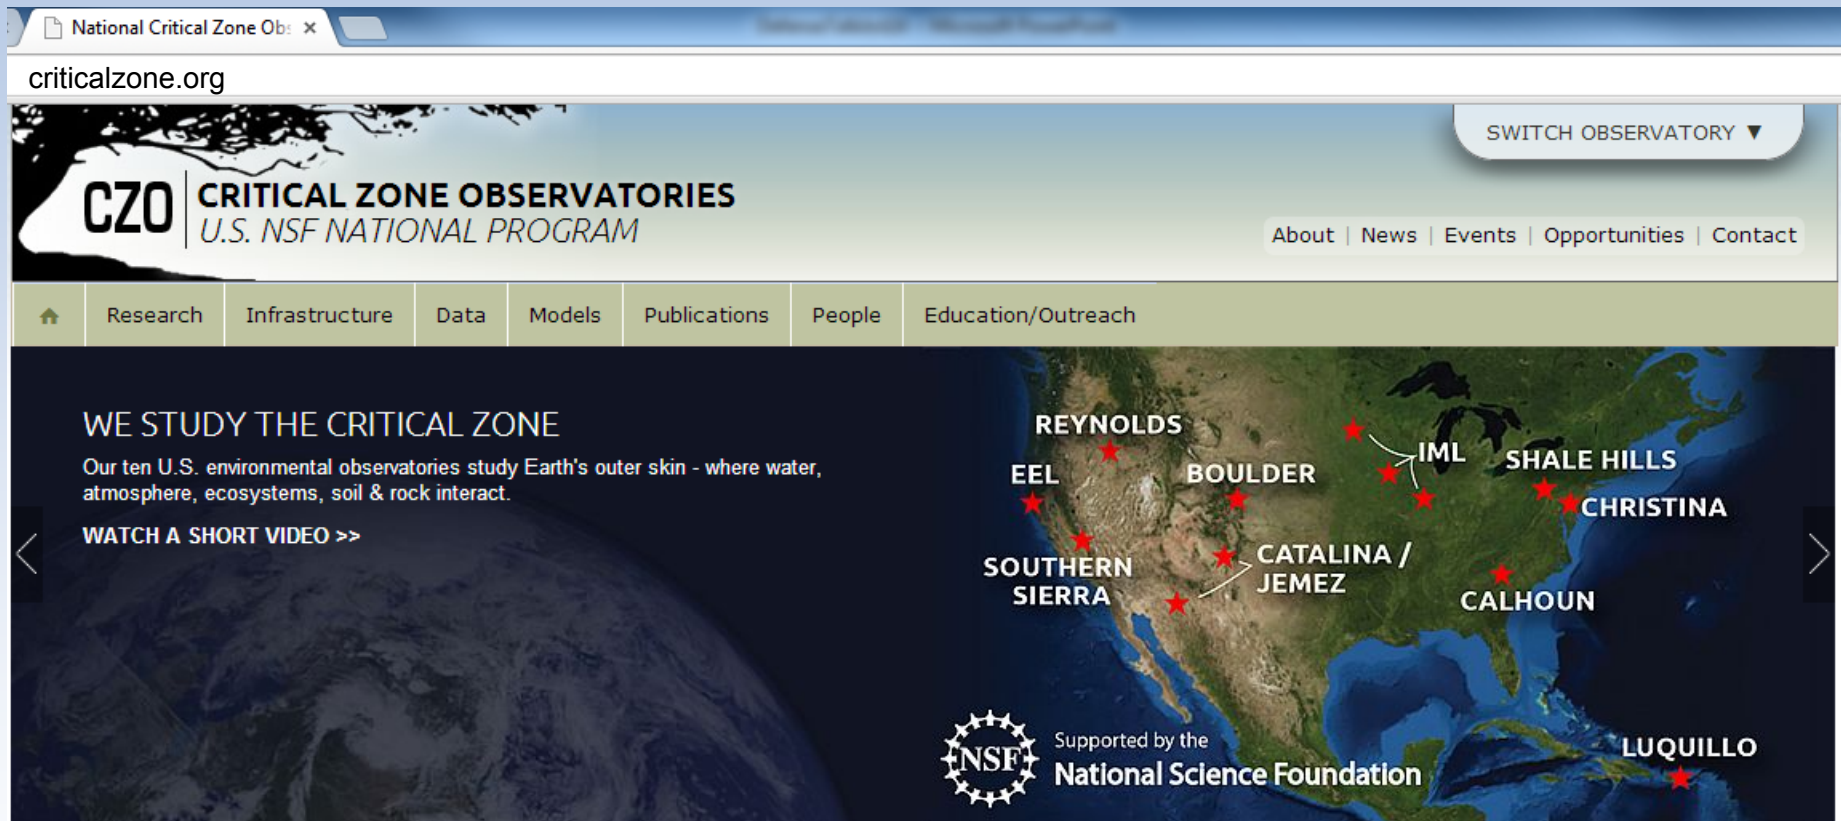 National Critical Zone Obs
criticalzone.org
SWITCH OBSERVATORY ▼
CZO
CRITICAL ZONE OBSERVATORIES
U.S. NSF NATIONAL PROGRAM
About | News | Events | Opportunities | Contact
Research Infrastructure Data Models Publications People Education/Outreach
WE STUDY THE CRITICAL ZONE
Our ten U.S. environmental observatories study Earth's outer skin - where water,
atmosphere, ecosystems, soil & rock interact.
WATCH A SHORT VIDEO >>
REYNOLDS
EEL
BOULDER
IML
SHALE HILLS
CHRISTINA
SOUTHERN
SIERRA
CATALINA /
JEMEZ
CALHOUN
LUQUILLO
NSF
Supported by the
National Science Foundation